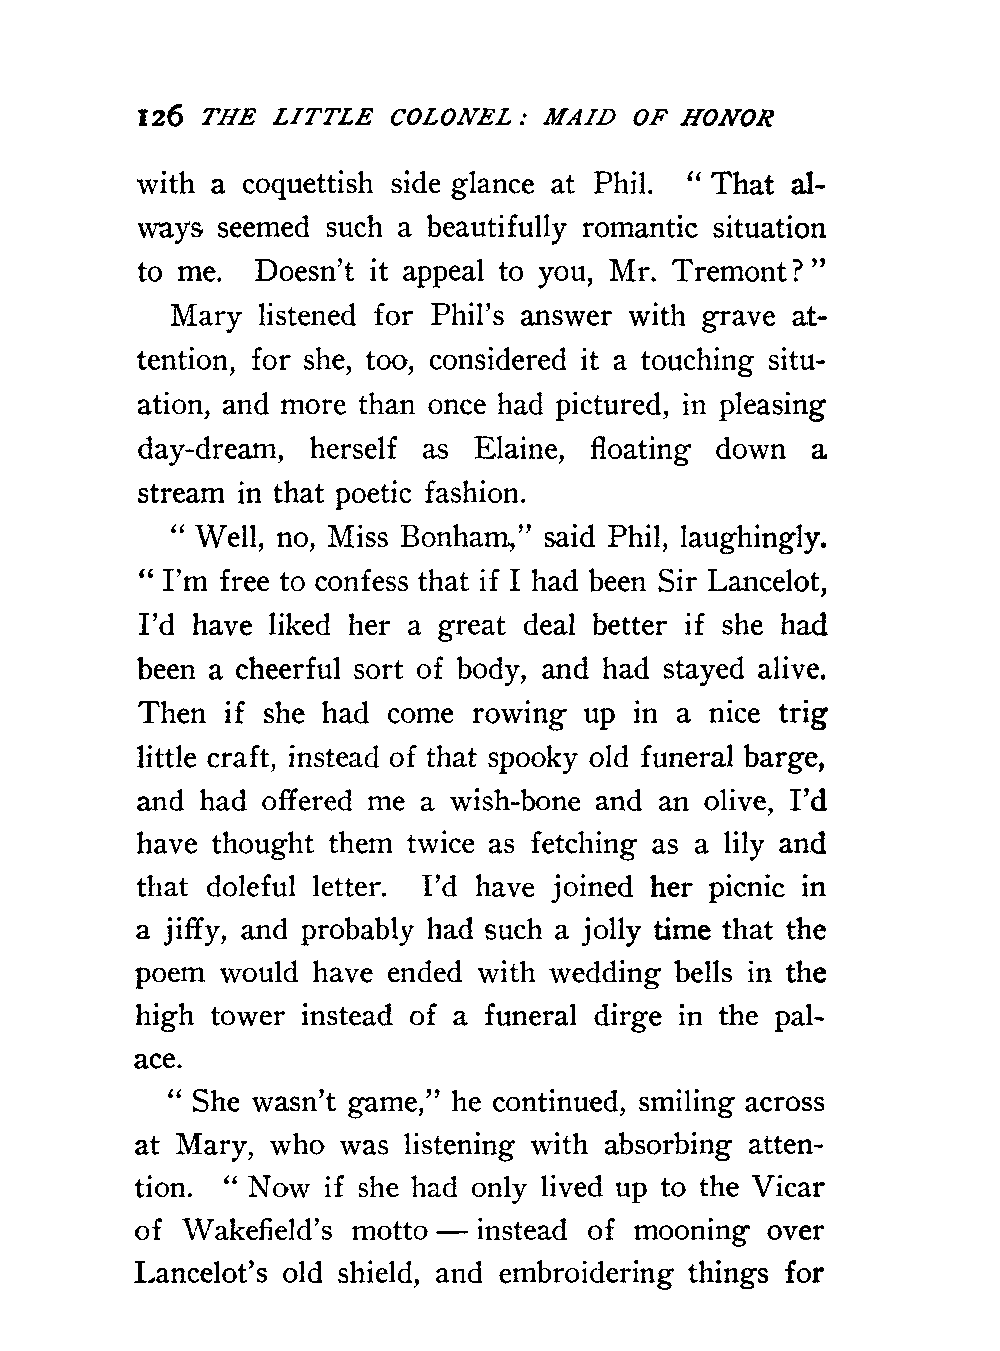 126 THE LITTLE COLONEL: MAID OF HONOR
with a coquettish side glance at Phil. “ That al-
ways seemed such a beautifully romantic situation
to me. Doesn’t it appeal to you, Mr. Tremont? ”
Mary listened for Phil’s answer with grave at-
tention, for she, too, considered it a touching situ-
ation, and more than once had pictured, in pleasing
day-dream, herself as Elaine, floating down a
stream in that poetic fashion.
“ Well, no, Miss Bonham,” said Phil, laughingly.
“ I’m free to confess that if I had been Sir Lancelot,
I’d have liked her a great deal better if she had
been a cheerful sort of body, and had stayed alive.
Then if she had come rowing up in a nice trig
little craft, instead of that spooky old funeral barge,
and had offered me a wish-bone and an olive, I’d
have thought them twice as fetching as a lily and
that doleful letter. I’d have joined her picnic in
a jiffy, and probably had such a jolly time that the
poem would have ended with wedding bells in the
high tower instead of a funeral dirge in the pal-
ace.
“ She wasn’t game,” he continued, smiling across
at Mary, who was listening with absorbing atten-
tion. “ Now if she had only lived up to the Vicar
of Wakefield’s motto — instead of mooning over
Lancelot’s old shield, and embroidering things for